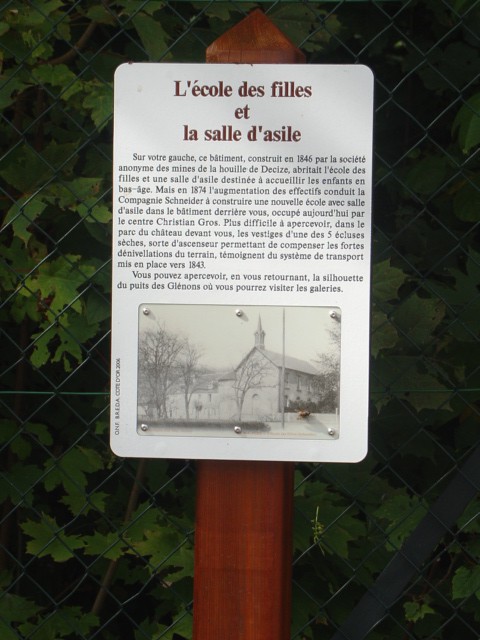 L'école des filles
et
la salle d'asile
Sur votre gauche, ce bâtiment, construit en 1846 par la société
anonyme des mines de la houille de Decize, abritait l'école des
filles et une salle d'asile destinée à accueillir les enfants en
bas-âge. Mais en 1874 l'augmentation des effectifs conduit la
Compagnie Schneider à construire une nouvelle école avec salle
d'asile dans le bâtiment derrière vous, occupé aujourd'hui par
le centre Christian Gros. Plus difficile à apercevoir, dans le
parc du château devant vous, les vestiges d'une des 5 écluses
sèches, sorte d'ascenseur permettant de compenser les fortes
dénivellations du terrain, témoignent du système de transport
mis en place vers 1843.
Vous pouvez apercevoir, en vous retournant, la silhouette
du puits des Glénons où vous pourrez visiter les galeries.
O.N.F. B.R.E.D.A. COTE D'OR 2006